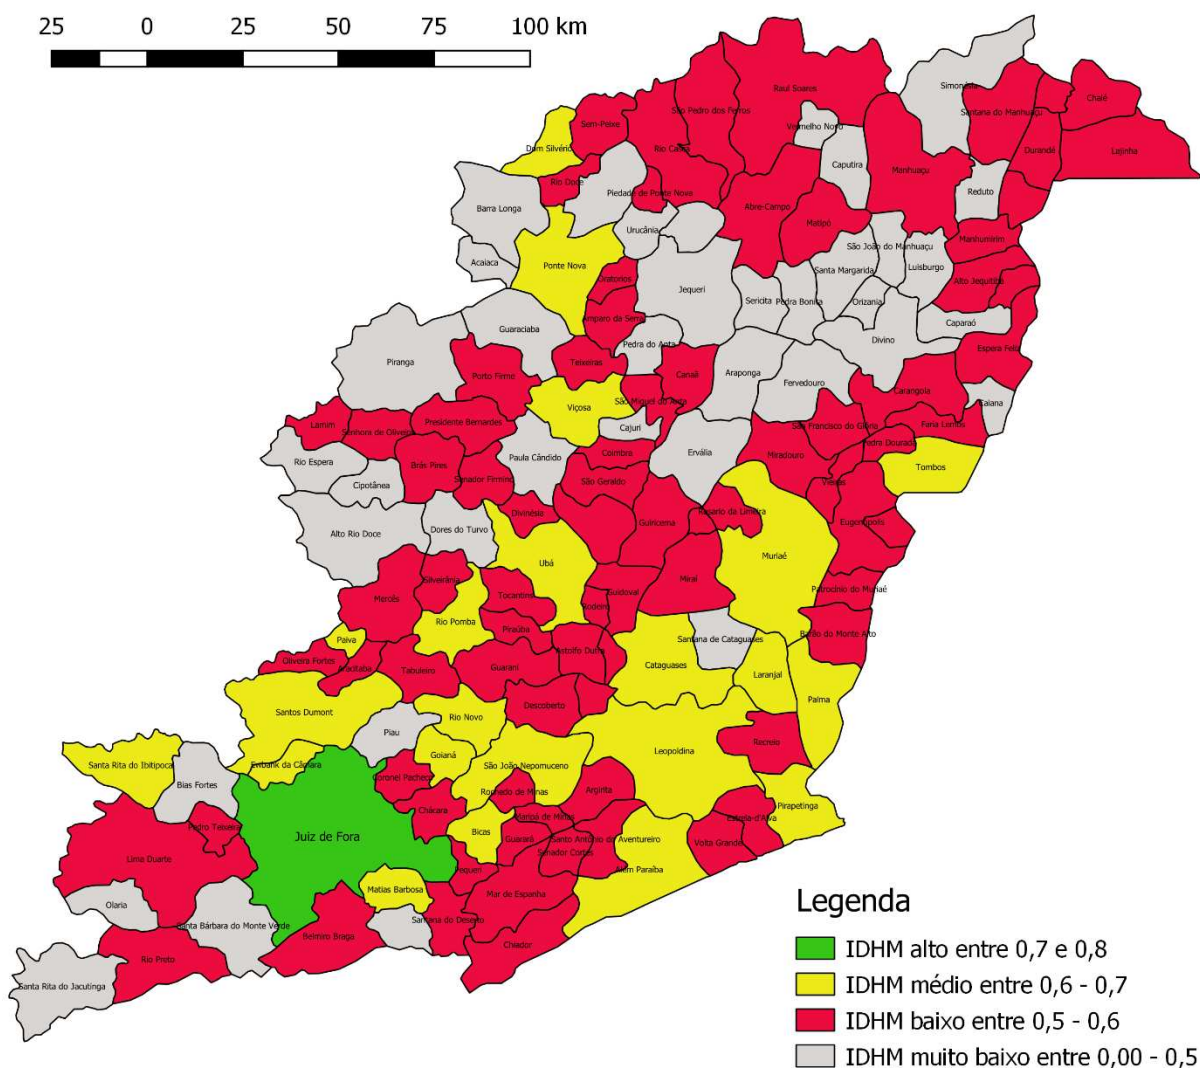 25 0 25 50 75 100 km
Simonésia
Raul Soares
Chalé
São Pedro dos Ferros
Santana do Manhuaçu
Sem-Peixe
Vermelho Novo
Dom Silvério
Rio Casca
Durandé
Lajinha
Caputira
Manhuaçu
Rio Doce
Piedade de Ponte Nova
Reduto
Barra Longa
Abre-Campo
Matipó
Urucânia
Manhumirim
São João do Manhuaçu
Acaiaca
Ponte Nova
Luisburgo
Santa Margarida
Oratorios
Jequeri
Alto Jequitibá
Sericita
Pedra Bonita
Orizania
Amparo da Serra
Caparaó
Guaraciaba
Divino
Pedra do Anta
Espera Feliz
Piranga
Teixeiras
Porto Firme
Canaã
Araponga
Fervedouro
Carangola
Viçosa
São Miguel do Anta
Caiana
Presidente Bernardes
Lamim
Faria Lemos
São Francisco do Glória
Cajuri
Senhora de Oliveira
Pedra Dourada
Coimbra
Ervália
Paula Cândido
Miradouro
Rio Espera
Brás Pires
Tombos
Senador Firmino
São Geraldo
Vieiras
Cipotânea
Rosario da Limeira
Divinésia
Guiricema
Eugenópolis
Dores do Turvo
Alto Rio Doce
Muriaé
Ubá
Silveirânia
Miraí
Patrocínio do Muriaé
Guidoval
Tocantins
Mercês
Rodeiro
Rio Pomba
Piraúba
Barão do Monte Alto
Paiva
Santana de Cataguases
Astolfo Dutra
Oliveira Fortes
Aracitaba
Cataguases
Guarani
Tabuleiro
Laranjal
Palma
Descoberto
Santos Dumont
Rio Novo
Piau
Recreio
Leopoldina
Goianá
Santa Rita do Ibitipoca
Ewbank da Câmara
São João Nepomuceno
Coronel Pacheco
Bias Fortes
Rochedo de Minas
Argirita
Pirapetinga
Chácara
Maripá de Minas
Estrela-d'Alva
Pedro Teixeira
Bicas
Juiz de Fora
Guarará
Santo Antônio do Aventureiro
Volta Grande
Senador Cortes
Lima Duarte
Pequeri
Além Paraíba
Matias Barbosa
Mar de Espanha
Olaria
Santa Bárbara do Monte Verde
Santana do Deserto
Belmiro Braga
Chiador
Rio Preto
Santa Rita do Jacutinga
Legenda
IDHM alto entre 0,7 e 0,8
IDHM médio entre 0,6 - 0,7
IDHM baixo entre 0,5 - 0,6
IDHM muito baixo entre 0,00 - 0,5